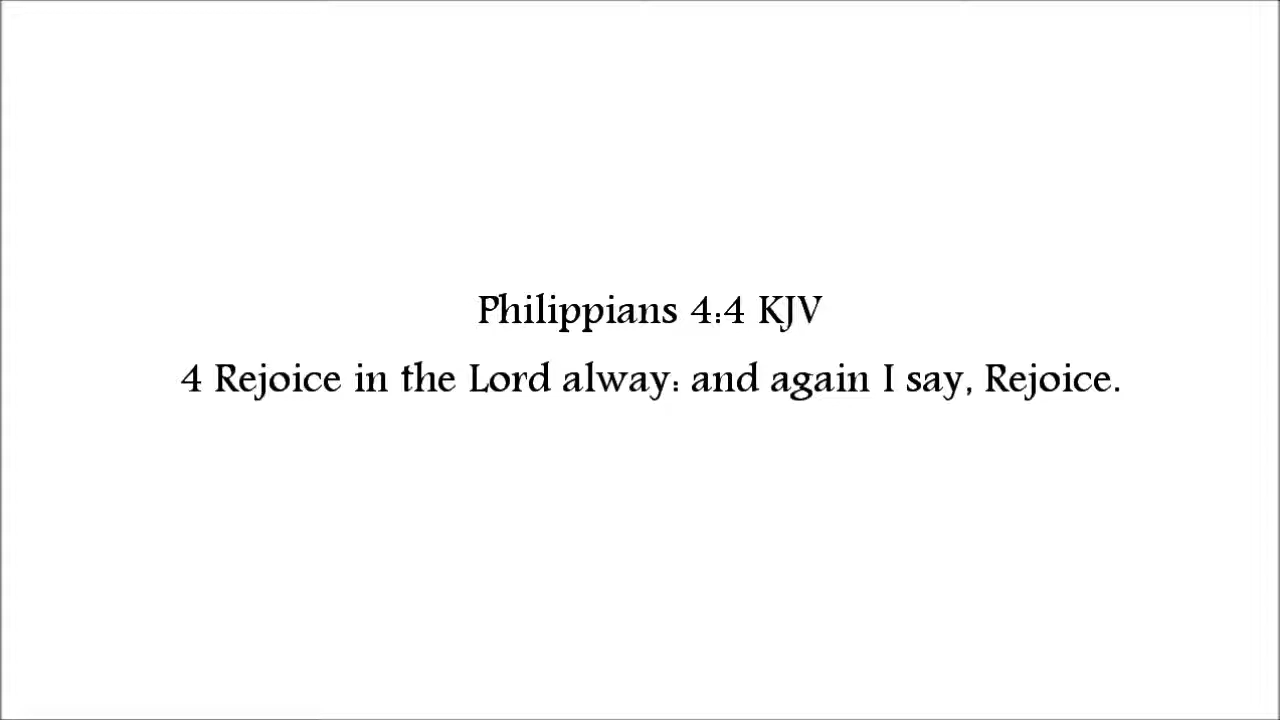 Philippians 4:4 KJV
4 Rejoice in the Lord alway: and again I say, Rejoice.